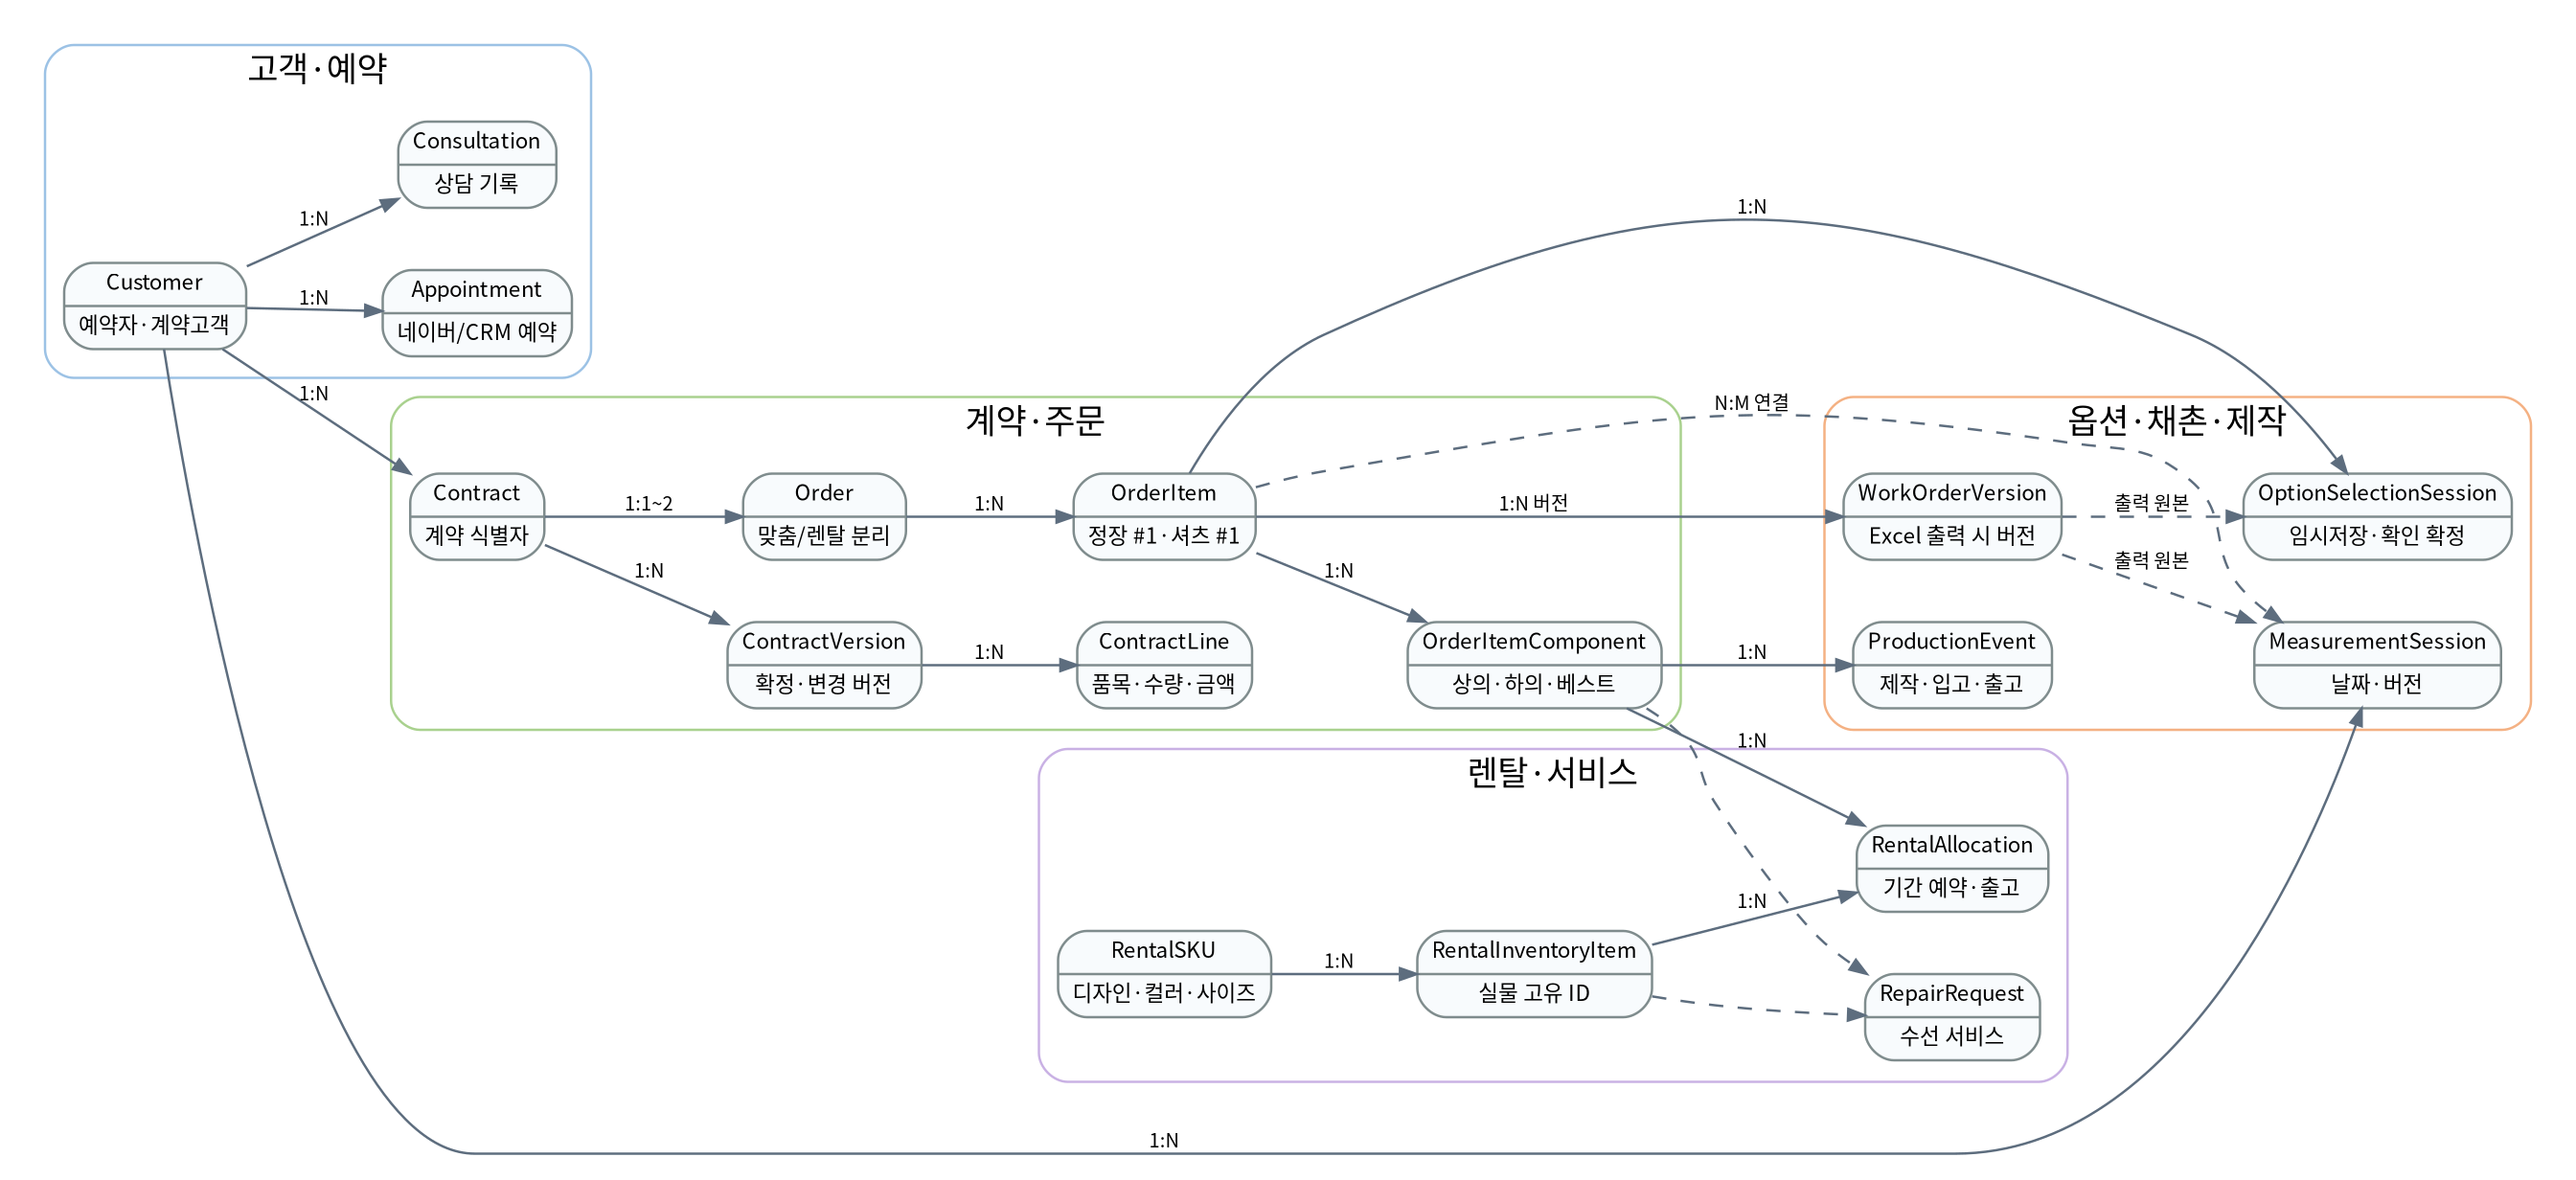 고객·예약
Consultation
상담 기록
1:N
Customer
예약자·계약고객
1:N
Appointment
네이버/CRM 예약
1:N
1:N
계약·주문
N:M 연결
옵션·채촌·제작
Contract
계약 식별자
1:1~2
Order
맞춤/렌탈 분리
1:N
OrderItem
정장 #1·셔츠 #1
1:N 버전
WorkOrderVersion
Excel 출력 시 버전
출력 원본
OptionSelectionSession
임시저장·확인 확정
1:N
1:N
출력 원본
ContractVersion
확정·변경 버전
1:N
ContractLine
품목·수량·금액
OrderItemComponent
상의·하의·베스트
1:N
ProductionEvent
제작·입고·출고
MeasurementSession
날짜·버전
1:N
렌탈·서비스
RentalAllocation
기간 예약·출고
1:N
RentalSKU
디자인·컬러·사이즈
1:N
RentalInventoryItem
실물 고유 ID
RepairRequest
수선 서비스
1:N